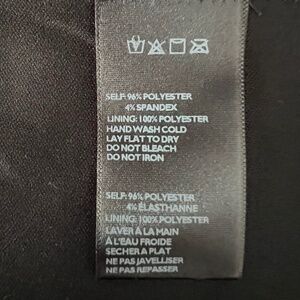 SELF: 96% POLYESTER
4% SPANDEX
LINING: 100% POLYESTER
HAND WASH COLD
LAY FLAT TO DRY
DO NOT BLEACH
DO NOT IRON
SELF: 96% POLYESTER
4% ÉLASTHANNE
LINING: 100% POLYESTER
LAVER À LA MAIN
À L'EAU FROIDE
SECHER A PLAT
NE PAS JAVELLISER
NE PAS REPASSER